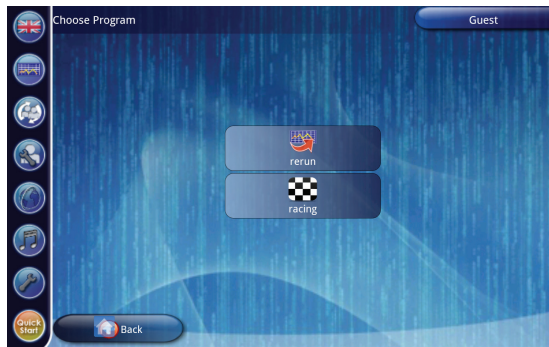 Choose Program
Guest
rerun
racing
Quick
Start
Back